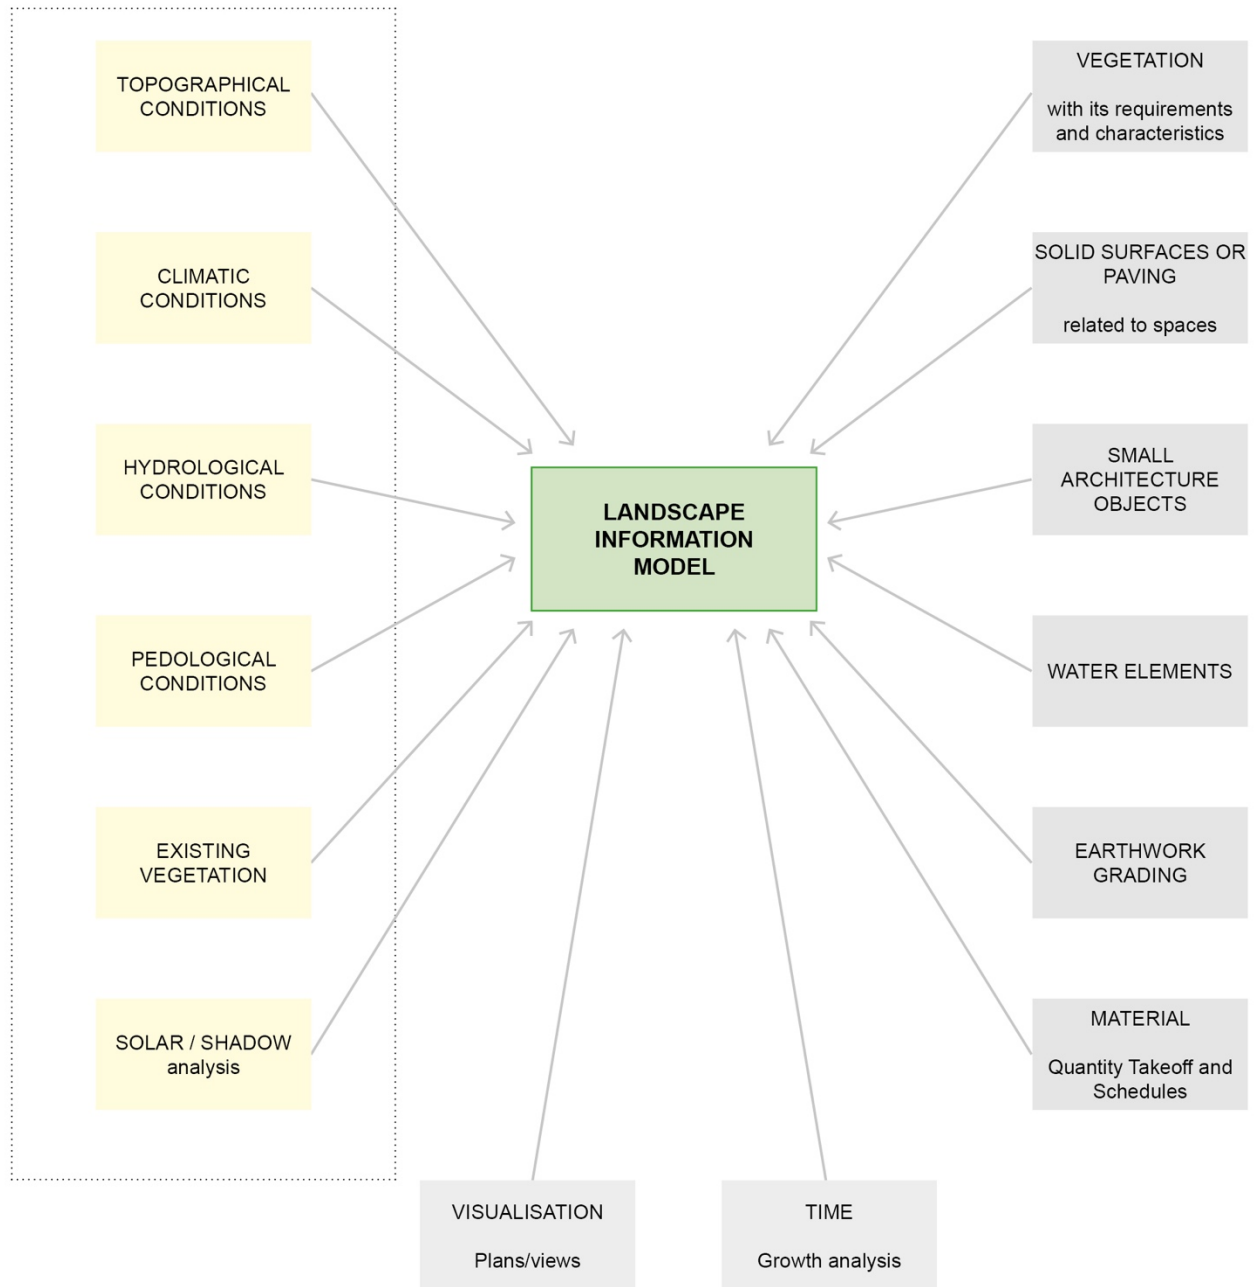 TOPOGRAPHICAL
CONDITIONS
CLIMATIC
CONDITIONS
HYDROLOGICAL
CONDITIONS
PEDOLOGICAL
CONDITIONS
EXISTING
VEGETATION
SOLAR / SHADOW
analysis
LANDSCAPE
INFORMATION
MODEL
VEGETATION
with its requirements
and characteristics
SOLID SURFACES OR
PAVING
related to spaces
SMALL
ARCHITECTURE
OBJECTS
WATER ELEMENTS
EARTHWORK
GRADING
MATERIAL
Quantity Takeoff and
Schedules
VISUALISATION
Plans/views
TIME
Growth analysis